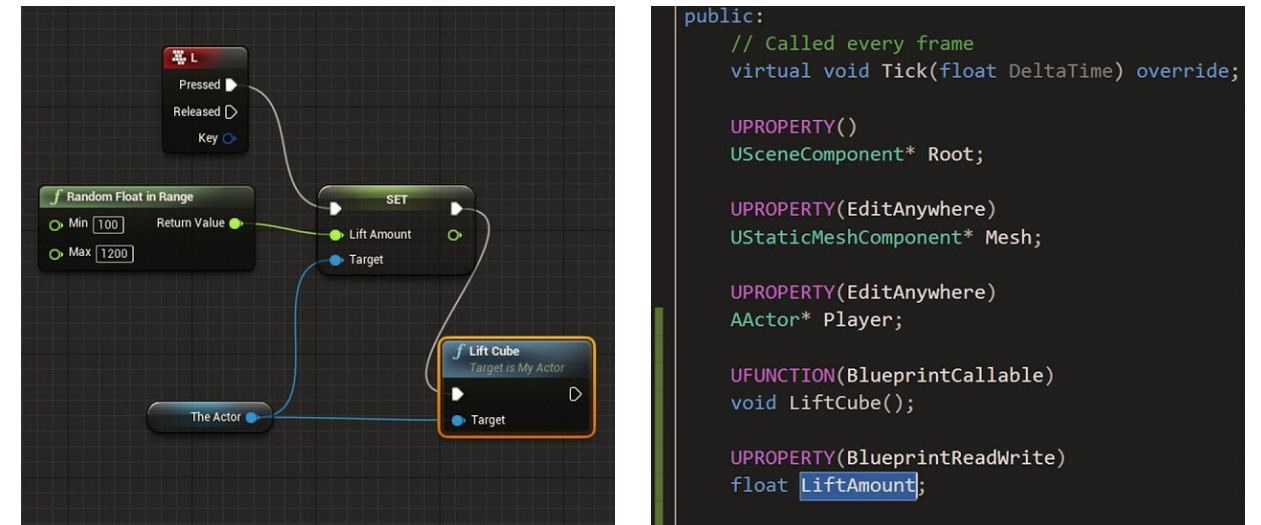 L
Pressed
Released
Key
f Random Float in Range
Min 100 Return Value
Max 1200
SET
Lift Amount
Target
f Lift Cube
Target is My Actor
Target
The Actor
public:
// Called every frame
virtual void Tick(float DeltaTime) override;
UPROPERTY()
USceneComponent* Root;
UPROPERTY(EditAnywhere)
UStaticMeshComponent* Mesh;
UPROPERTY(EditAnywhere)
AActor* Player;
UFUNCTION(BlueprintCallable)
void LiftCube();
UPROPERTY(BlueprintReadWrite)
float LiftAmount;